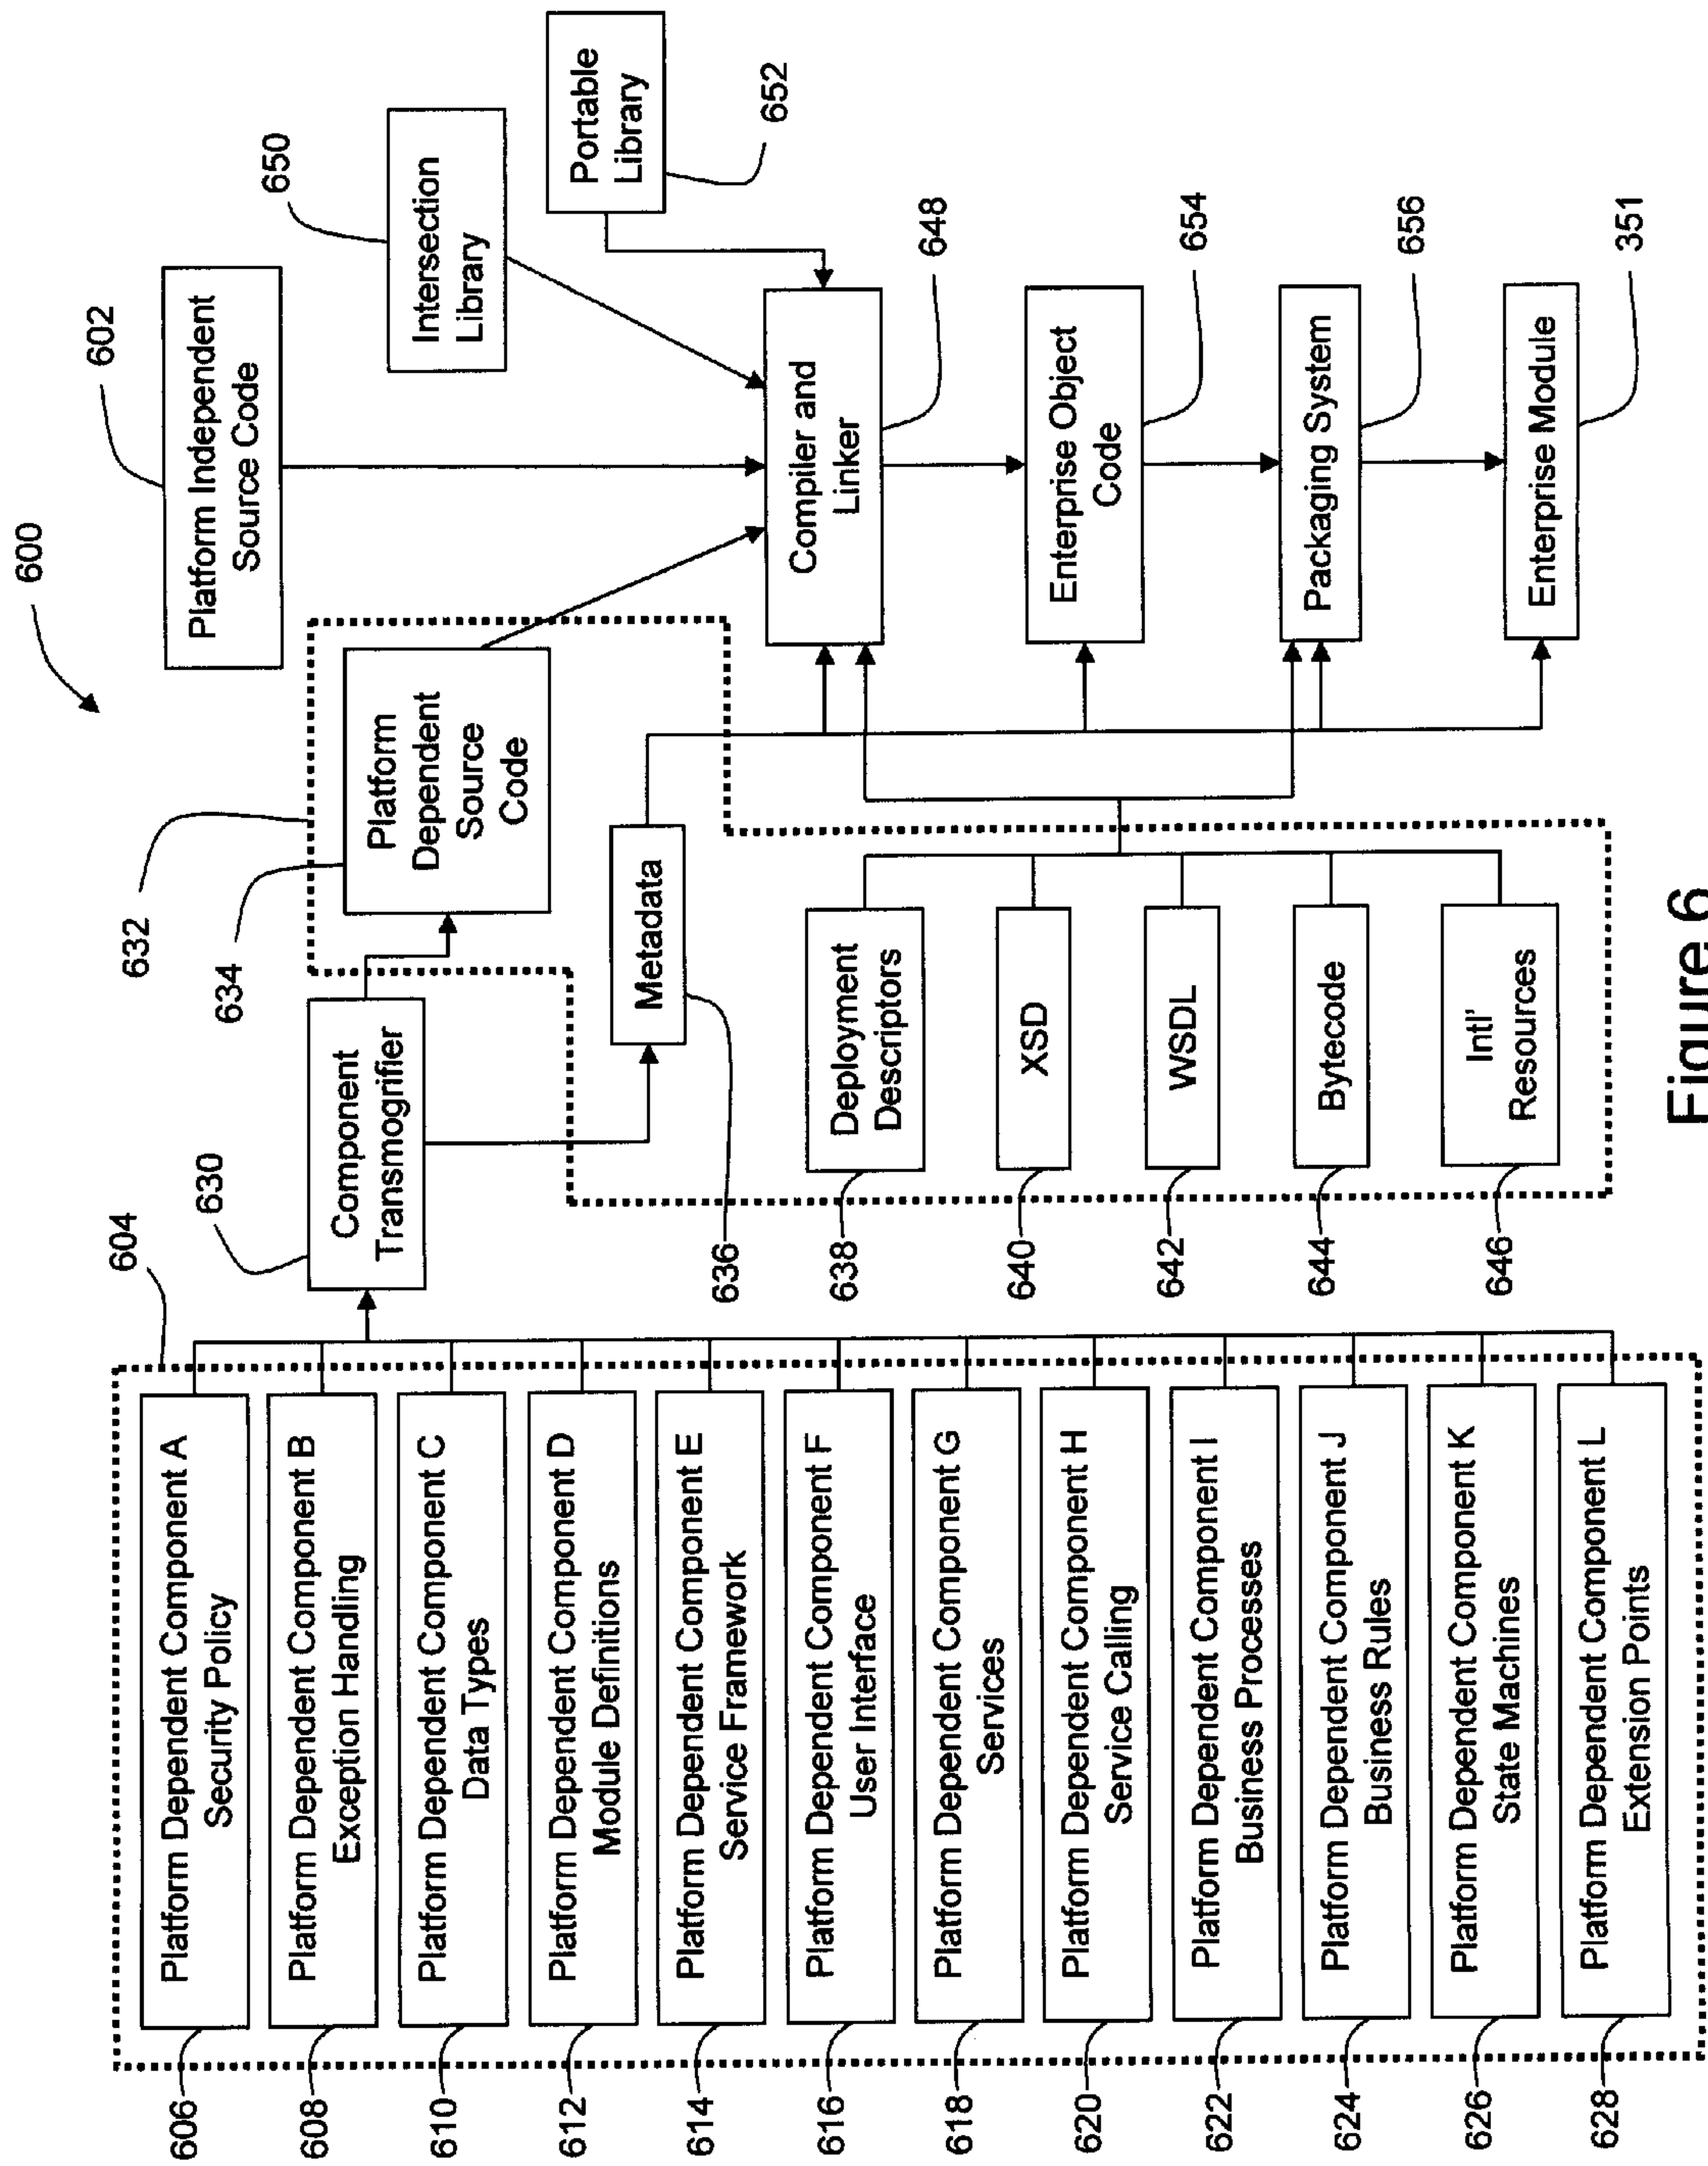 600
602
Platform Independent
Source Code
650
Intersection
Library
Portable
Library
652
632
634
Platform
Dependent
Source
Code
630
Component
Transmogrifier
604
Metadata
636
Compiler and
Linker
648
Enterprise Object
Code
654
Packaging System
656
Enterprise Module
351
Deployment
Descriptors
638
XSD
640
WSDL
642
Bytecode
644
Intl'
Resources
646
606
Platform Dependent Component A
Security Policy
608
Platform Dependent Component B
Exception Handling
610
Platform Dependent Component C
Data Types
612
Platform Dependent Component D
Module Definitions
614
Platform Dependent Component E
Service Framework
616
Platform Dependent Component F
User Interface
618
Platform Dependent Component G
Services
620
Platform Dependent Component H
Service Calling
622
Platform Dependent Component I
Business Processes
624
Platform Dependent Component J
Business Rules
626
Platform Dependent Component K
State Machines
628
Platform Dependent Component L
Extension Points
Figure 6